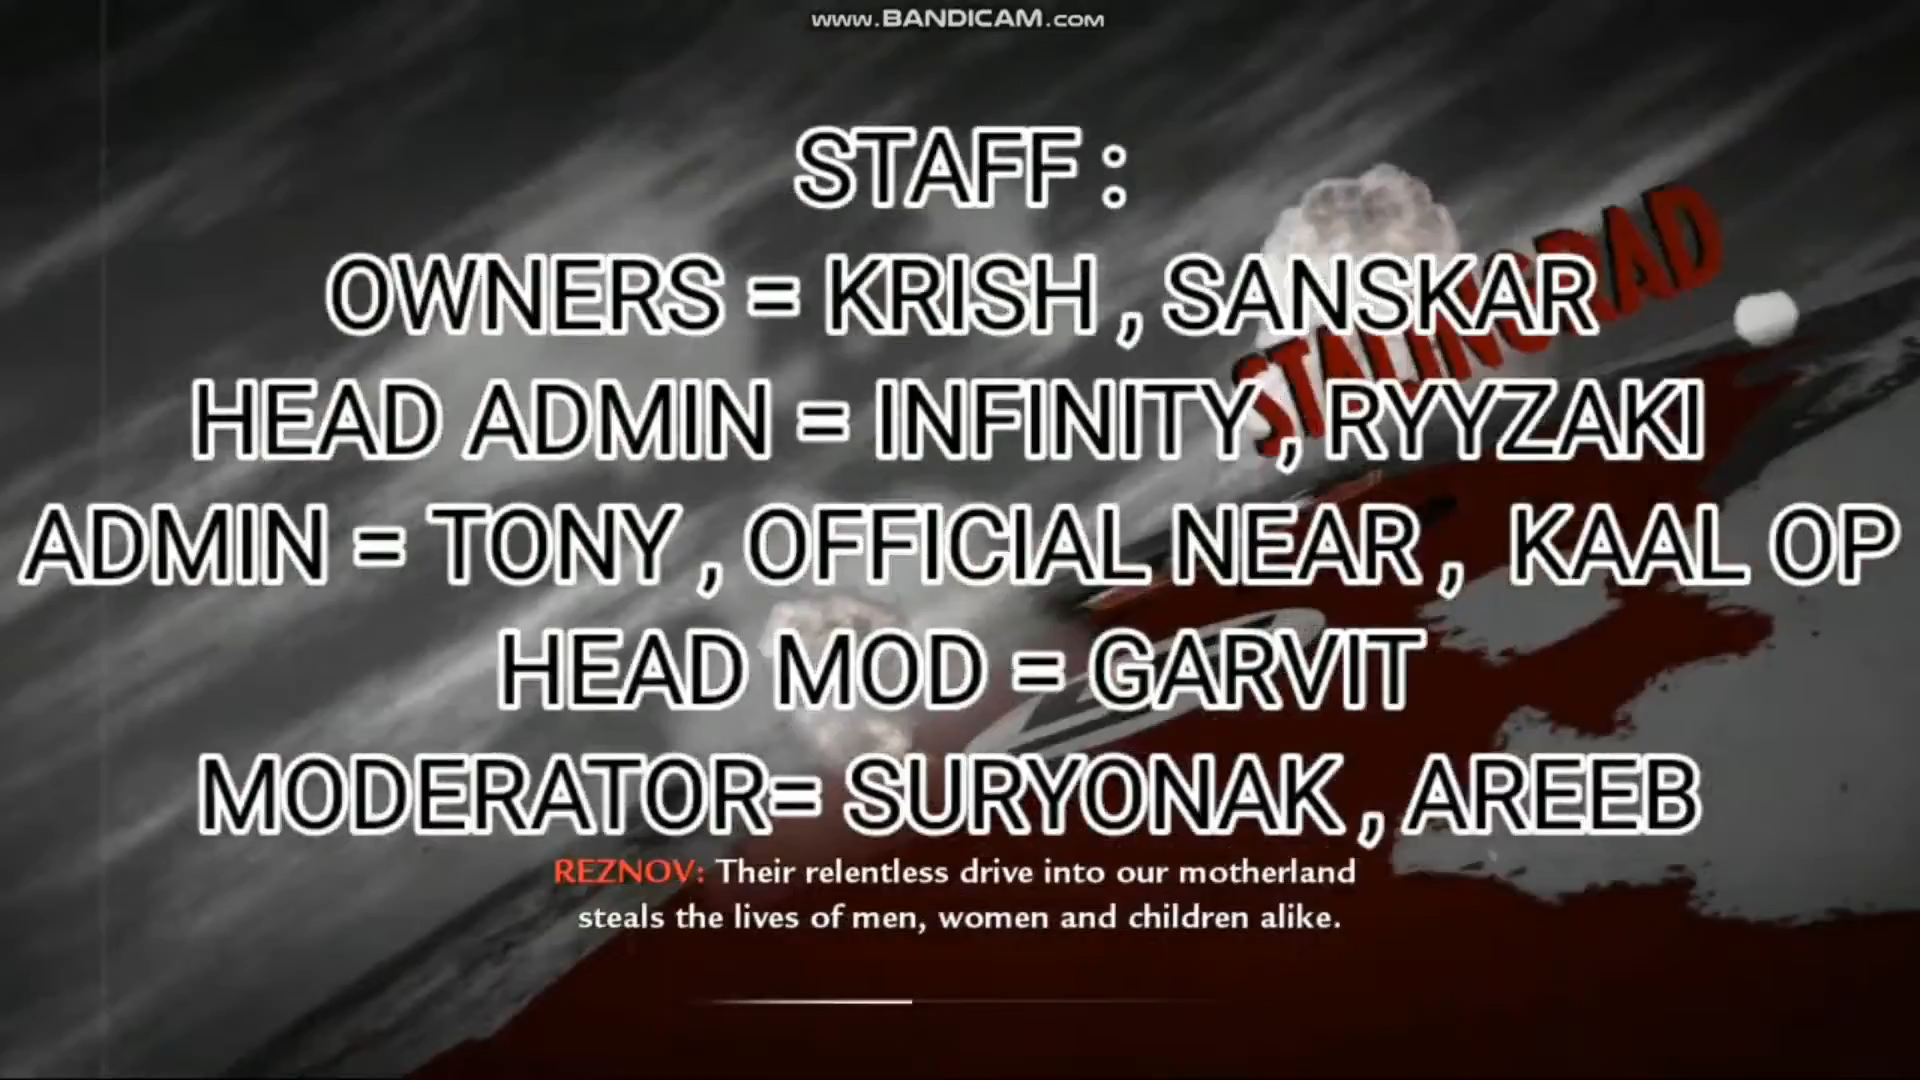 www.BANDICAM.com
STAFF :
OWNERS = KRISH , SANSKAR
STALINGRAD
HEAD ADMIN = INFINITY , RYYZAKI
ADMIN = TONY , OFFICIAL NEAR , KAAL OP
HEAD MOD = GARVIT
MODERATOR= SURYONAK , AREEB
REZNOV: Their relentless drive into our motherland
steals the lives of men, women and children alike.